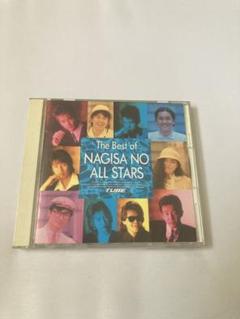 The Best of
NAGISA NO
ALL STARS
TUBE